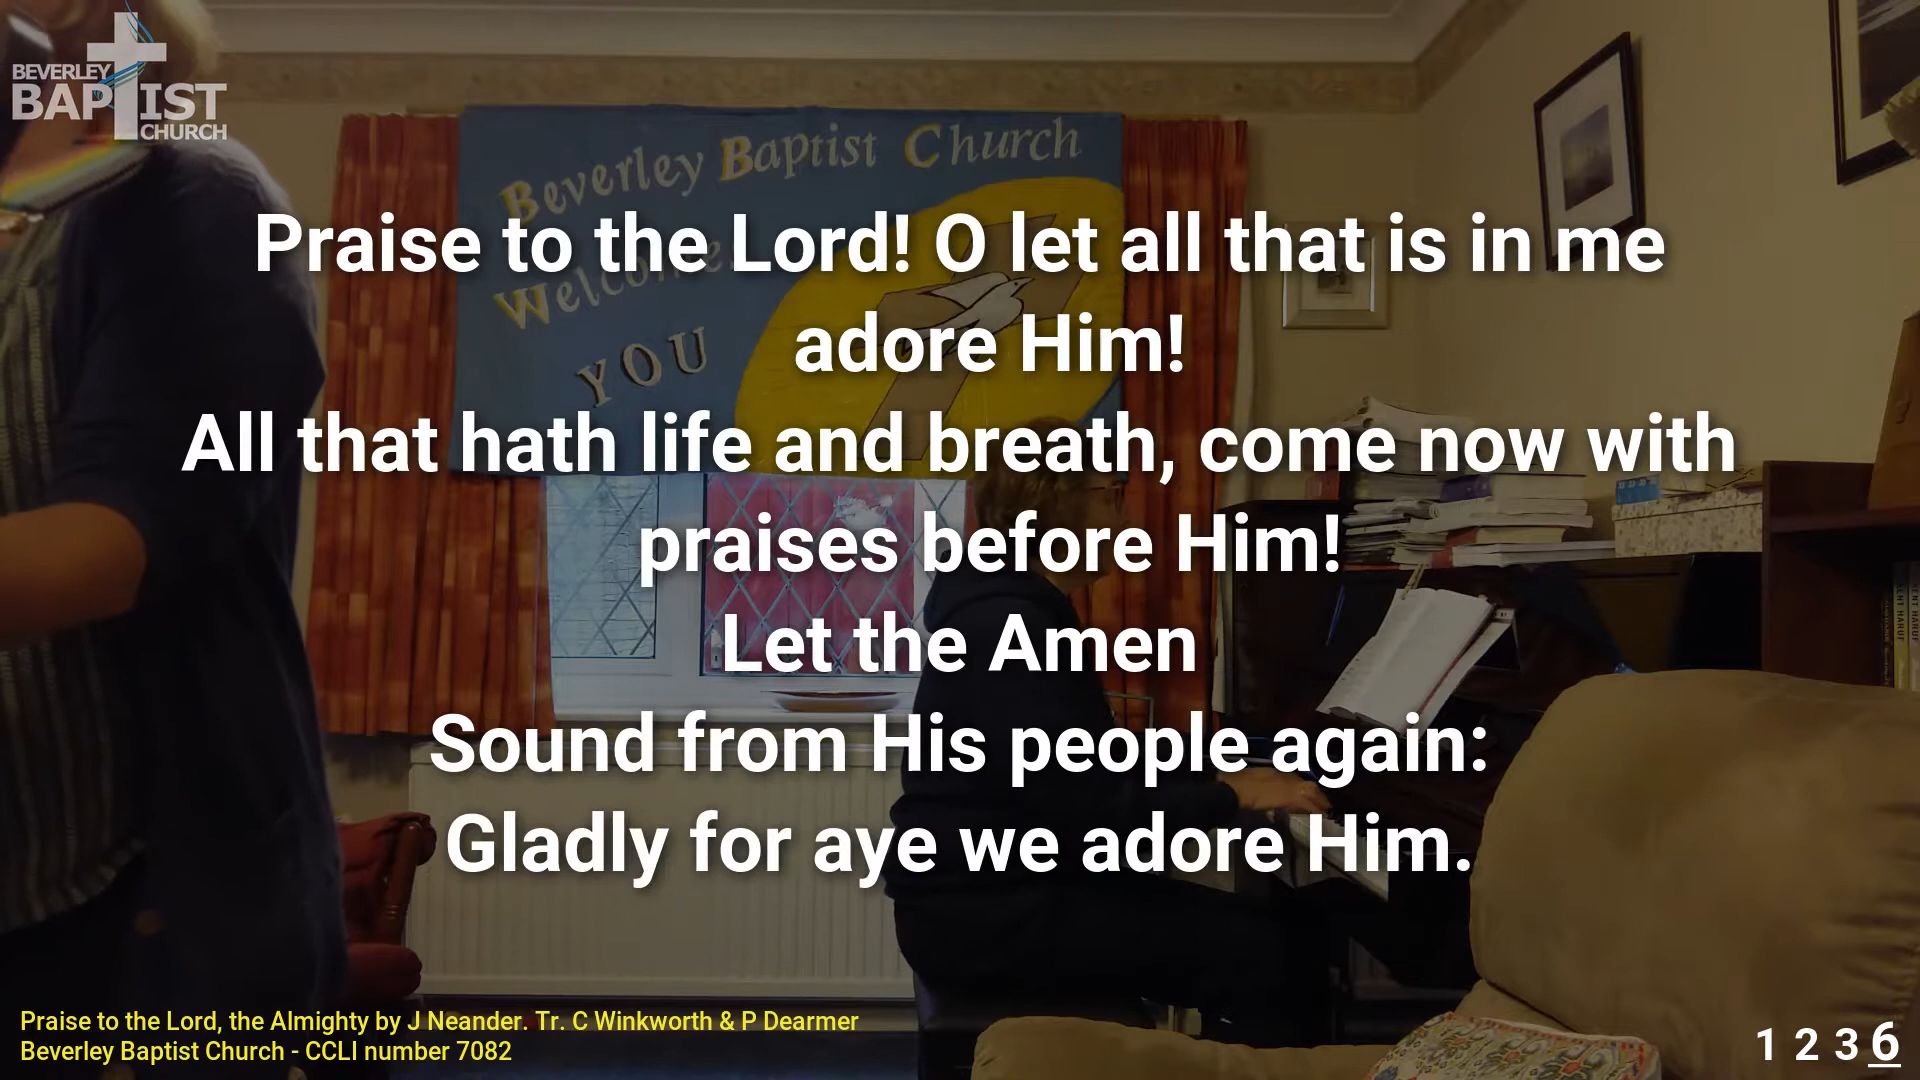 BEVERLEY
BAPTIST
CHURCH
Beverley Baptist Church
Welcomes
YOU
Praise to the Lord! O let all that is in me
adore Him!
All that hath life and breath, come now with
praises before Him!
Let the Amen
Sound from His people again:
Gladly for aye we adore Him.
Praise to the Lord, the Almighty by J Neander. Tr. C Winkworth & P Dearmer
Beverley Baptist Church - CCLI number 7082
1 2 3 6